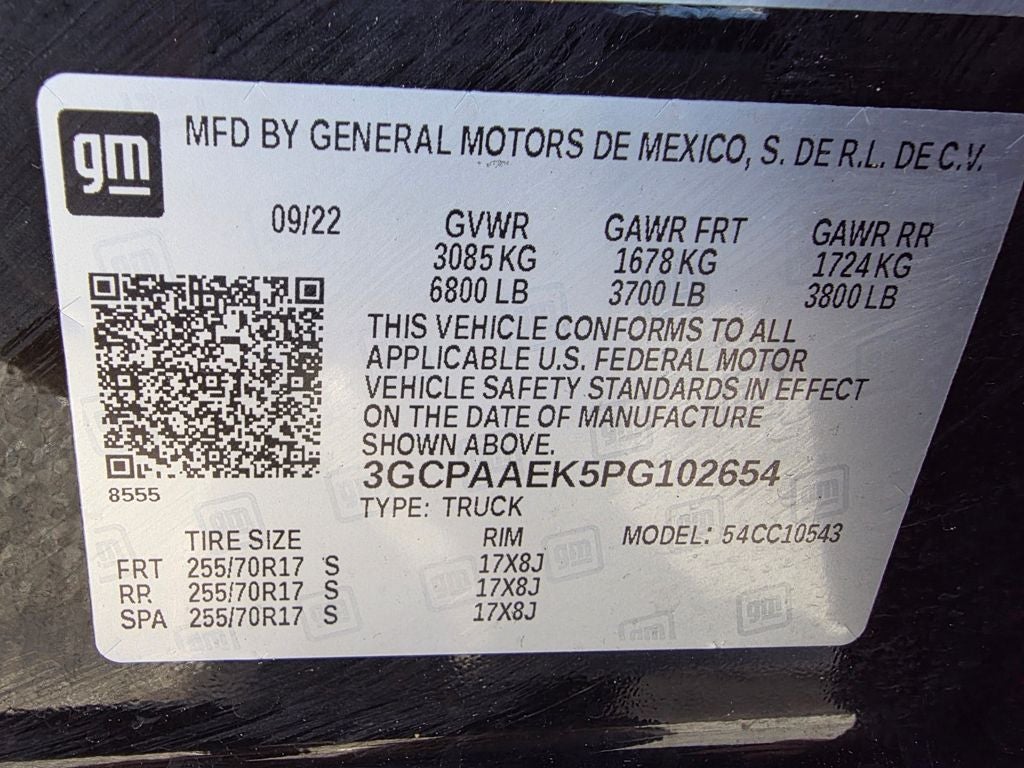 gm
MFD BY GENERAL MOTORS DE MEXICO, S. DE R.L. DE C.V.
09/22 GVWR GAWR FRT GAWR RR
3085 KG 1678 KG 1724 KG
6800 LB 3700 LB 3800 LB
THIS VEHICLE CONFORMS TO ALL
APPLICABLE U.S. FEDERAL MOTOR
VEHICLE SAFETY STANDARDS IN EFFECT
ON THE DATE OF MANUFACTURE
SHOWN ABOVE.
3GCPAAEK5PG102654
8555
TYPE: TRUCK
TIRE SIZE RIM MODEL: 54CC10543
FRT 255/70R17 S 17X8J
RR 255/70R17 S 17X8J
SPA 255/70R17 S 17X8J